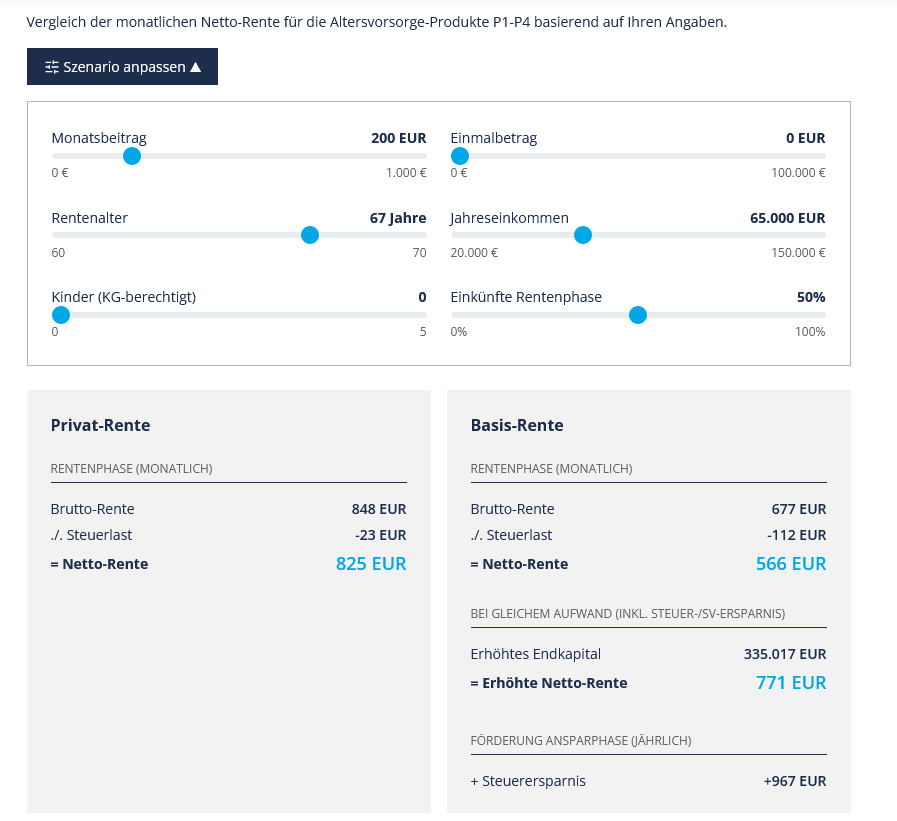 Vergleich der monatlichen Netto-Rente für die Altersvorsorge-Produkte P1-P4 basierend auf Ihren Angaben.
Szenario anpassen ▲
Monatsbeitrag 200 EUR
0 € 1.000 €
Einmalbetrag 0 EUR
0 € 100.000 €
Rentenalter 67 Jahre
60 70
Jahreseinkommen 65.000 EUR
20.000 € 150.000 €
Kinder (KG-berechtigt) 0
0 5
Einkünfte Rentenphase 50%
0% 100%
Privat-Rente
RENTENPHASE (MONATLICH)
Brutto-Rente 848 EUR
./. Steuerlast -23 EUR
= Netto-Rente 825 EUR
Basis-Rente
RENTENPHASE (MONATLICH)
Brutto-Rente 677 EUR
./. Steuerlast -112 EUR
= Netto-Rente 566 EUR
BEI GLEICHEM AUFWAND (INKL. STEUER-/SV-ERSPARNIS)
Erhöhtes Endkapital 335.017 EUR
= Erhöhte Netto-Rente 771 EUR
FÖRDERUNG ANSPARPHASE (JÄHRLICH)
+ Steuerersparnis +967 EUR